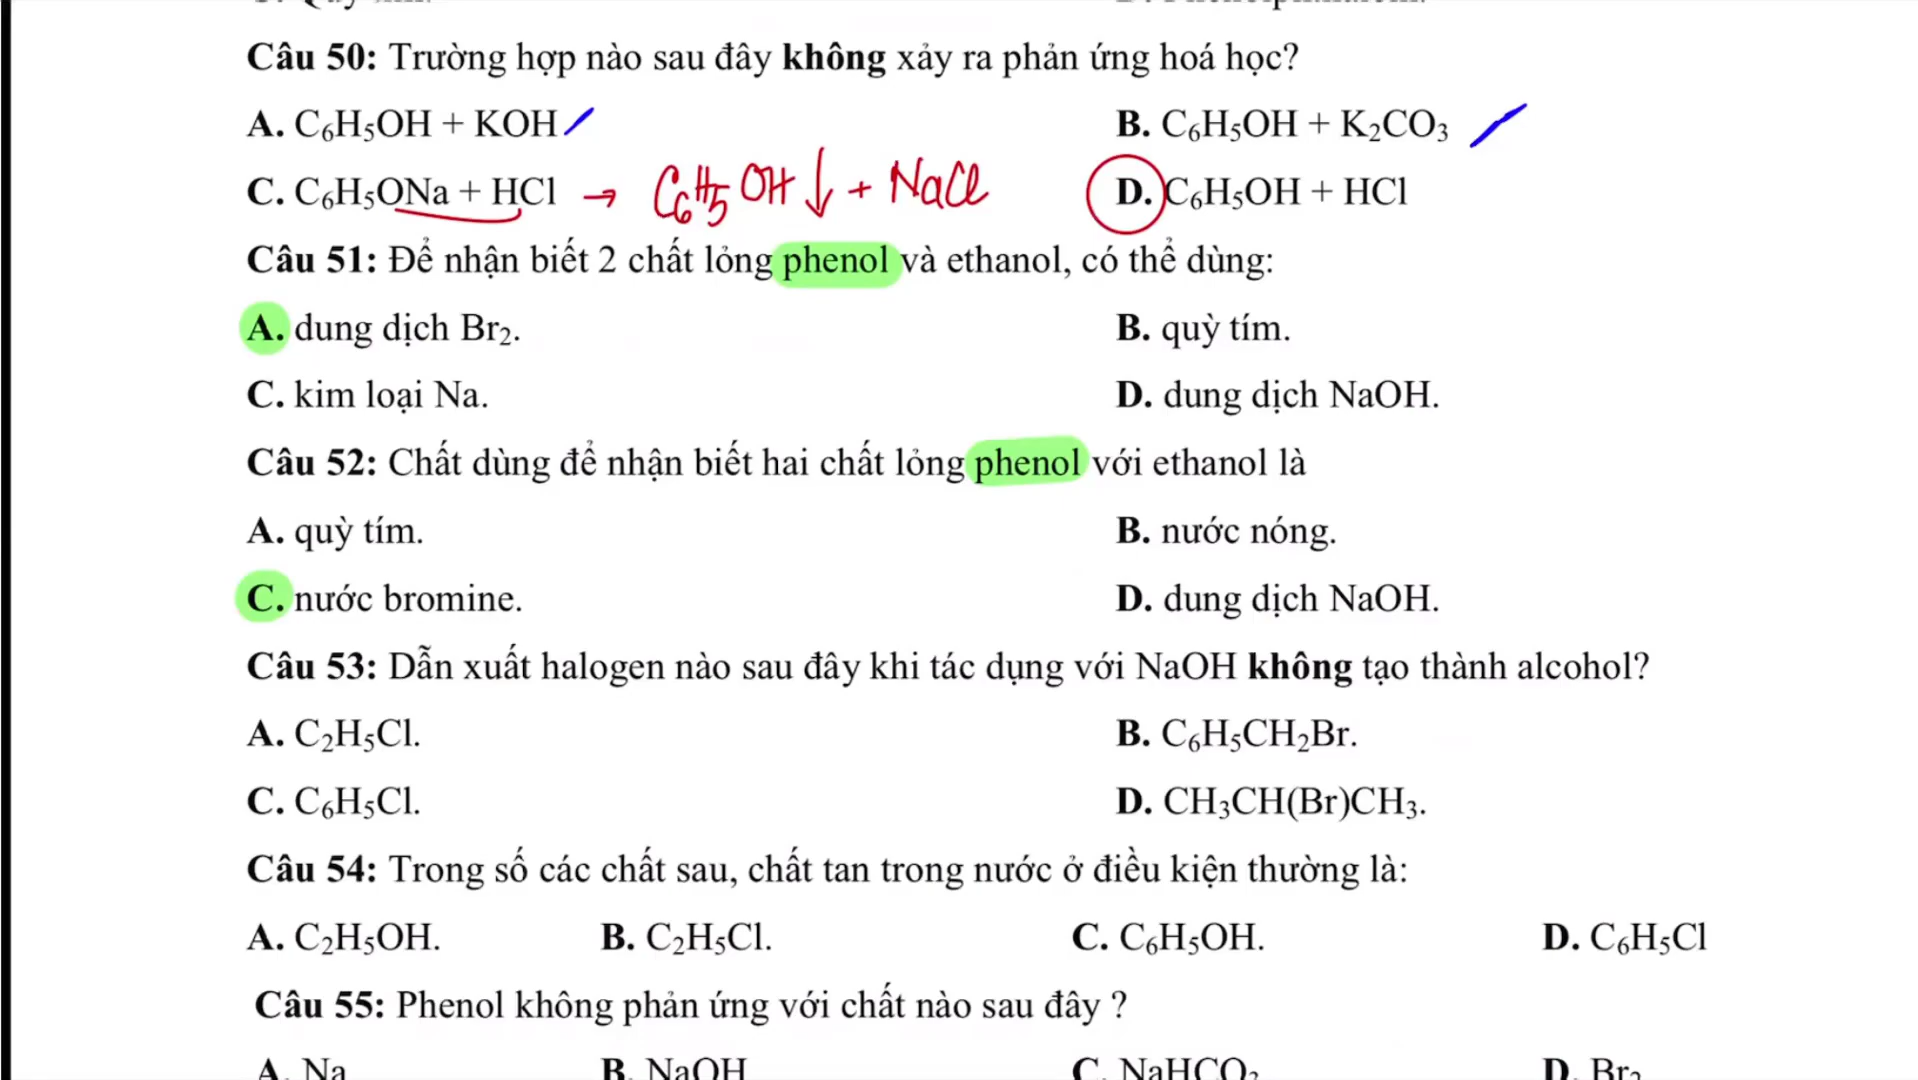 Câu 50: Trường hợp nào sau đây không xảy ra phản ứng hoá học?
A. C₆H₅OH + KOH B. C₆H₅OH + K₂CO₃
C. C₆H₅ONa + HCl → C₆H₅OH↓ + NaCl D. C₆H₅OH + HCl
Câu 51: Để nhận biết 2 chất lỏng phenol và ethanol, có thể dùng:
A. dung dịch Br₂. B. quỳ tím.
C. kim loại Na. D. dung dịch NaOH.
Câu 52: Chất dùng để nhận biết hai chất lỏng phenol với ethanol là
A. quỳ tím. B. nước nóng.
C. nước bromine. D. dung dịch NaOH.
Câu 53: Dẫn xuất halogen nào sau đây khi tác dụng với NaOH không tạo thành alcohol?
A. C₂H₅Cl. B. C₆H₅CH₂Br.
C. C₆H₅Cl. D. CH₃CH(Br)CH₃.
Câu 54: Trong số các chất sau, chất tan trong nước ở điều kiện thường là:
A. C₂H₅OH. B. C₂H₅Cl. C. C₆H₅OH. D. C₆H₅Cl
Câu 55: Phenol không phản ứng với chất nào sau đây ?
A. Na B. NaOH C. NaHCO₃ D. Br₂